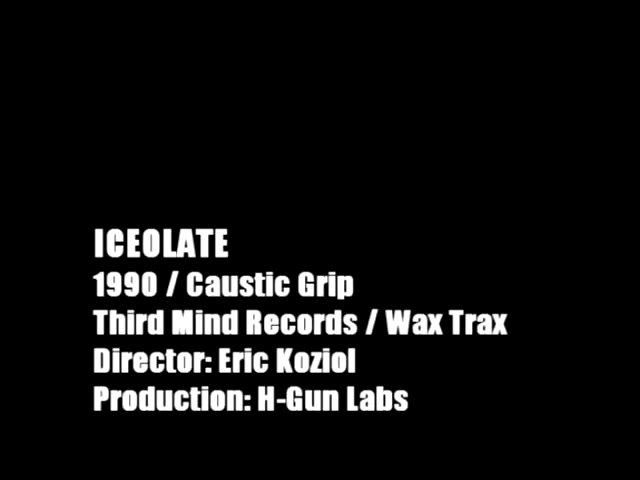 ICEOLATE
1990 / Caustic Grip
Third Mind Records / Wax Trax
Director: Eric Koziol
Production: H-Gun Labs